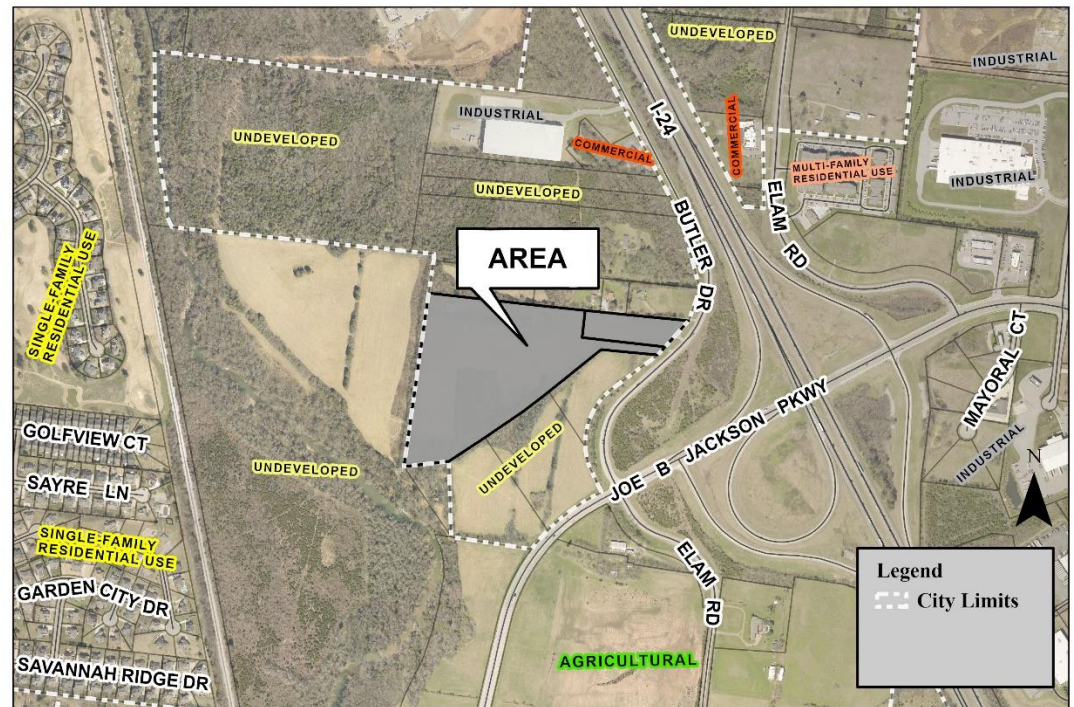 UNDEVELOPED
INDUSTRIAL
I-24
UNDEVELOPED
INDUSTRIAL
COMMERCIAL
COMMERCIAL
MULTI-FAMILY
RESIDENTIAL USE
INDUSTRIAL
UNDEVELOPED
ELAM RD
BUTLER DR
SINGLE-FAMILY
RESIDENTIAL USE
AREA
MAYORAL CT
JOE B JACKSON PKWY
GOLFVIEW CT
UNDEVELOPED
UNDEVELOPED
INDUSTRIAL
N
SAYRE LN
SINGLE-FAMILY
RESIDENTIAL USE
ELAM RD
GARDEN CITY DR
SAVANNAH RIDGE DR
AGRICULTURAL
Legend
City Limits